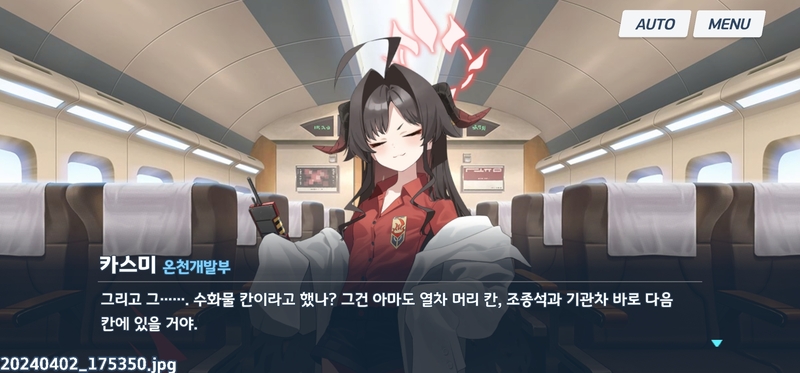 AUTO
MENU
카스미 온천개발부
그리고 그……. 수화물 칸이라고 했나? 그건 아마도 열차 머리 칸, 조종석과 기관차 바로 다음
칸에 있을 거야.
20240402_175350.jpg